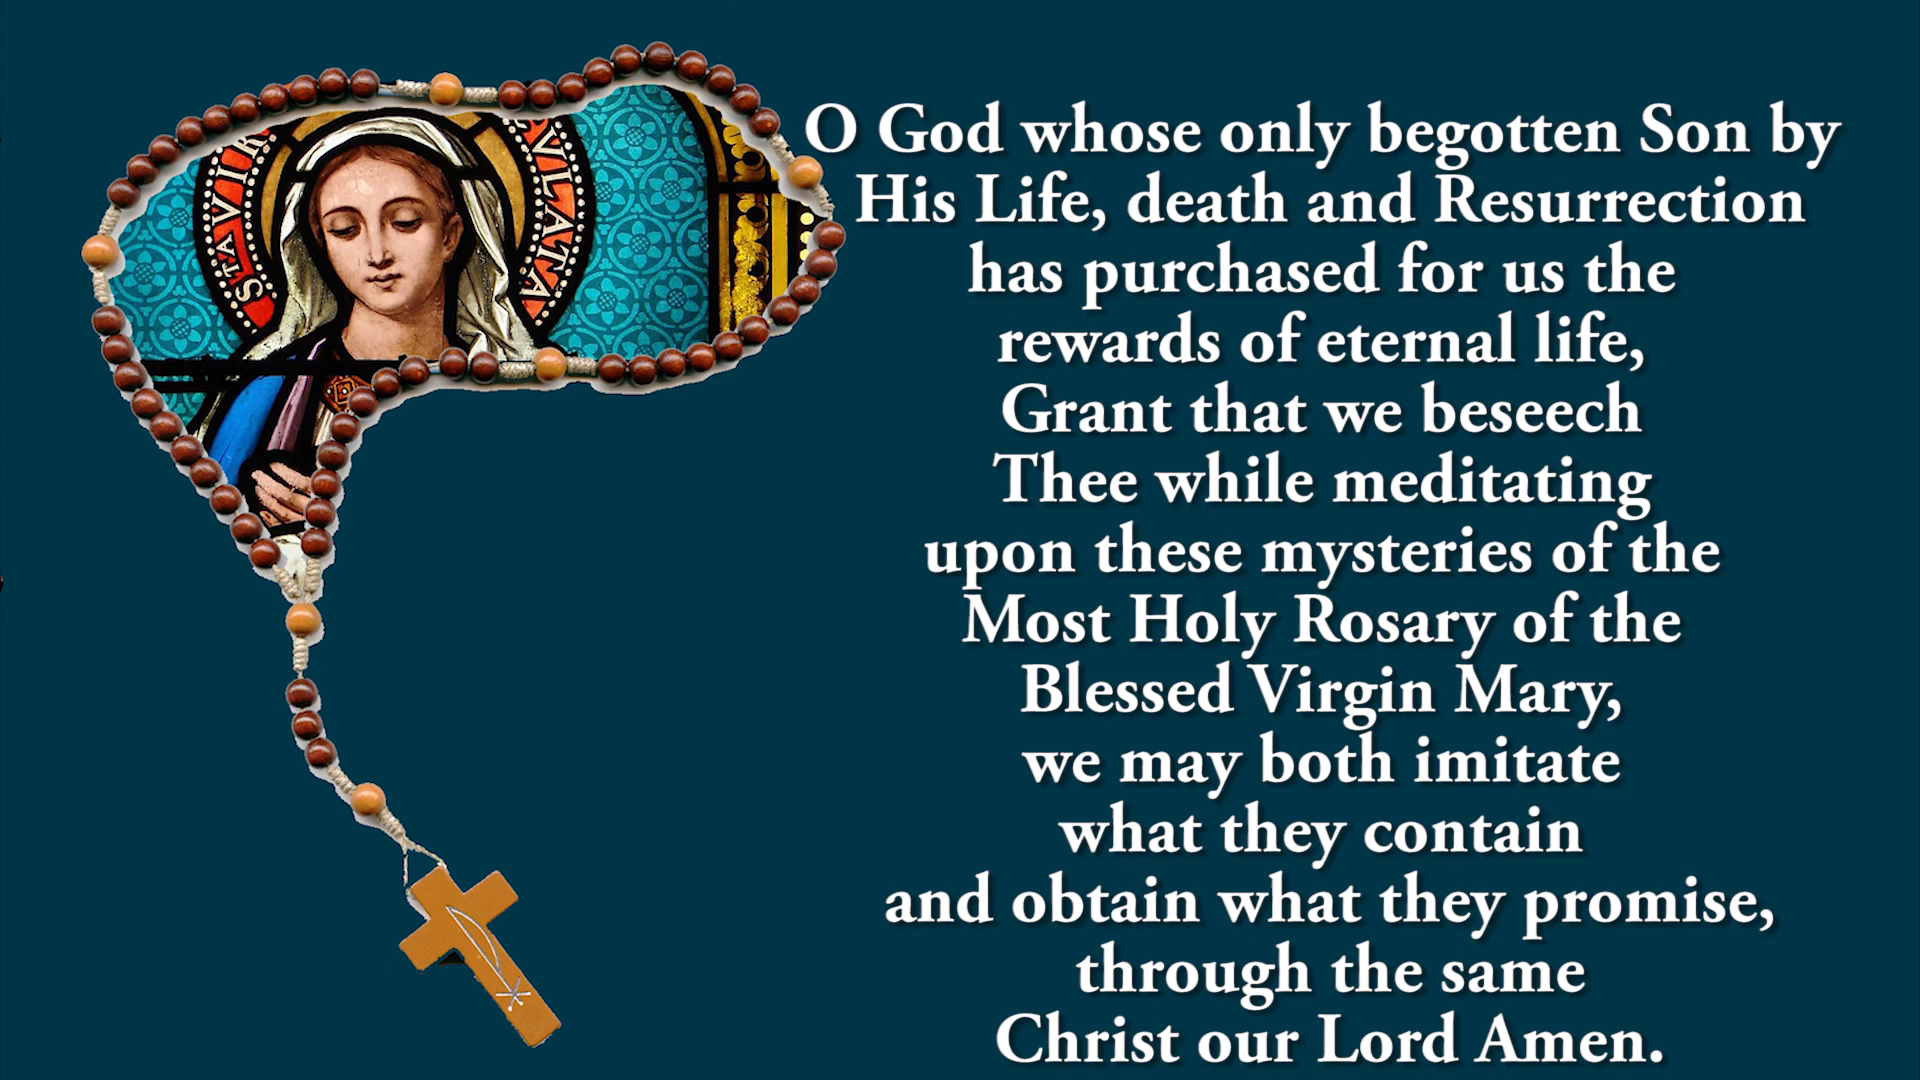 STA VIR
ULATA
O God whose only begotten Son by
His Life, death and Resurrection
has purchased for us the
rewards of eternal life,
Grant that we beseech
Thee while meditating
upon these mysteries of the
Most Holy Rosary of the
Blessed Virgin Mary,
we may both imitate
what they contain
and obtain what they promise,
through the same
Christ our Lord Amen.